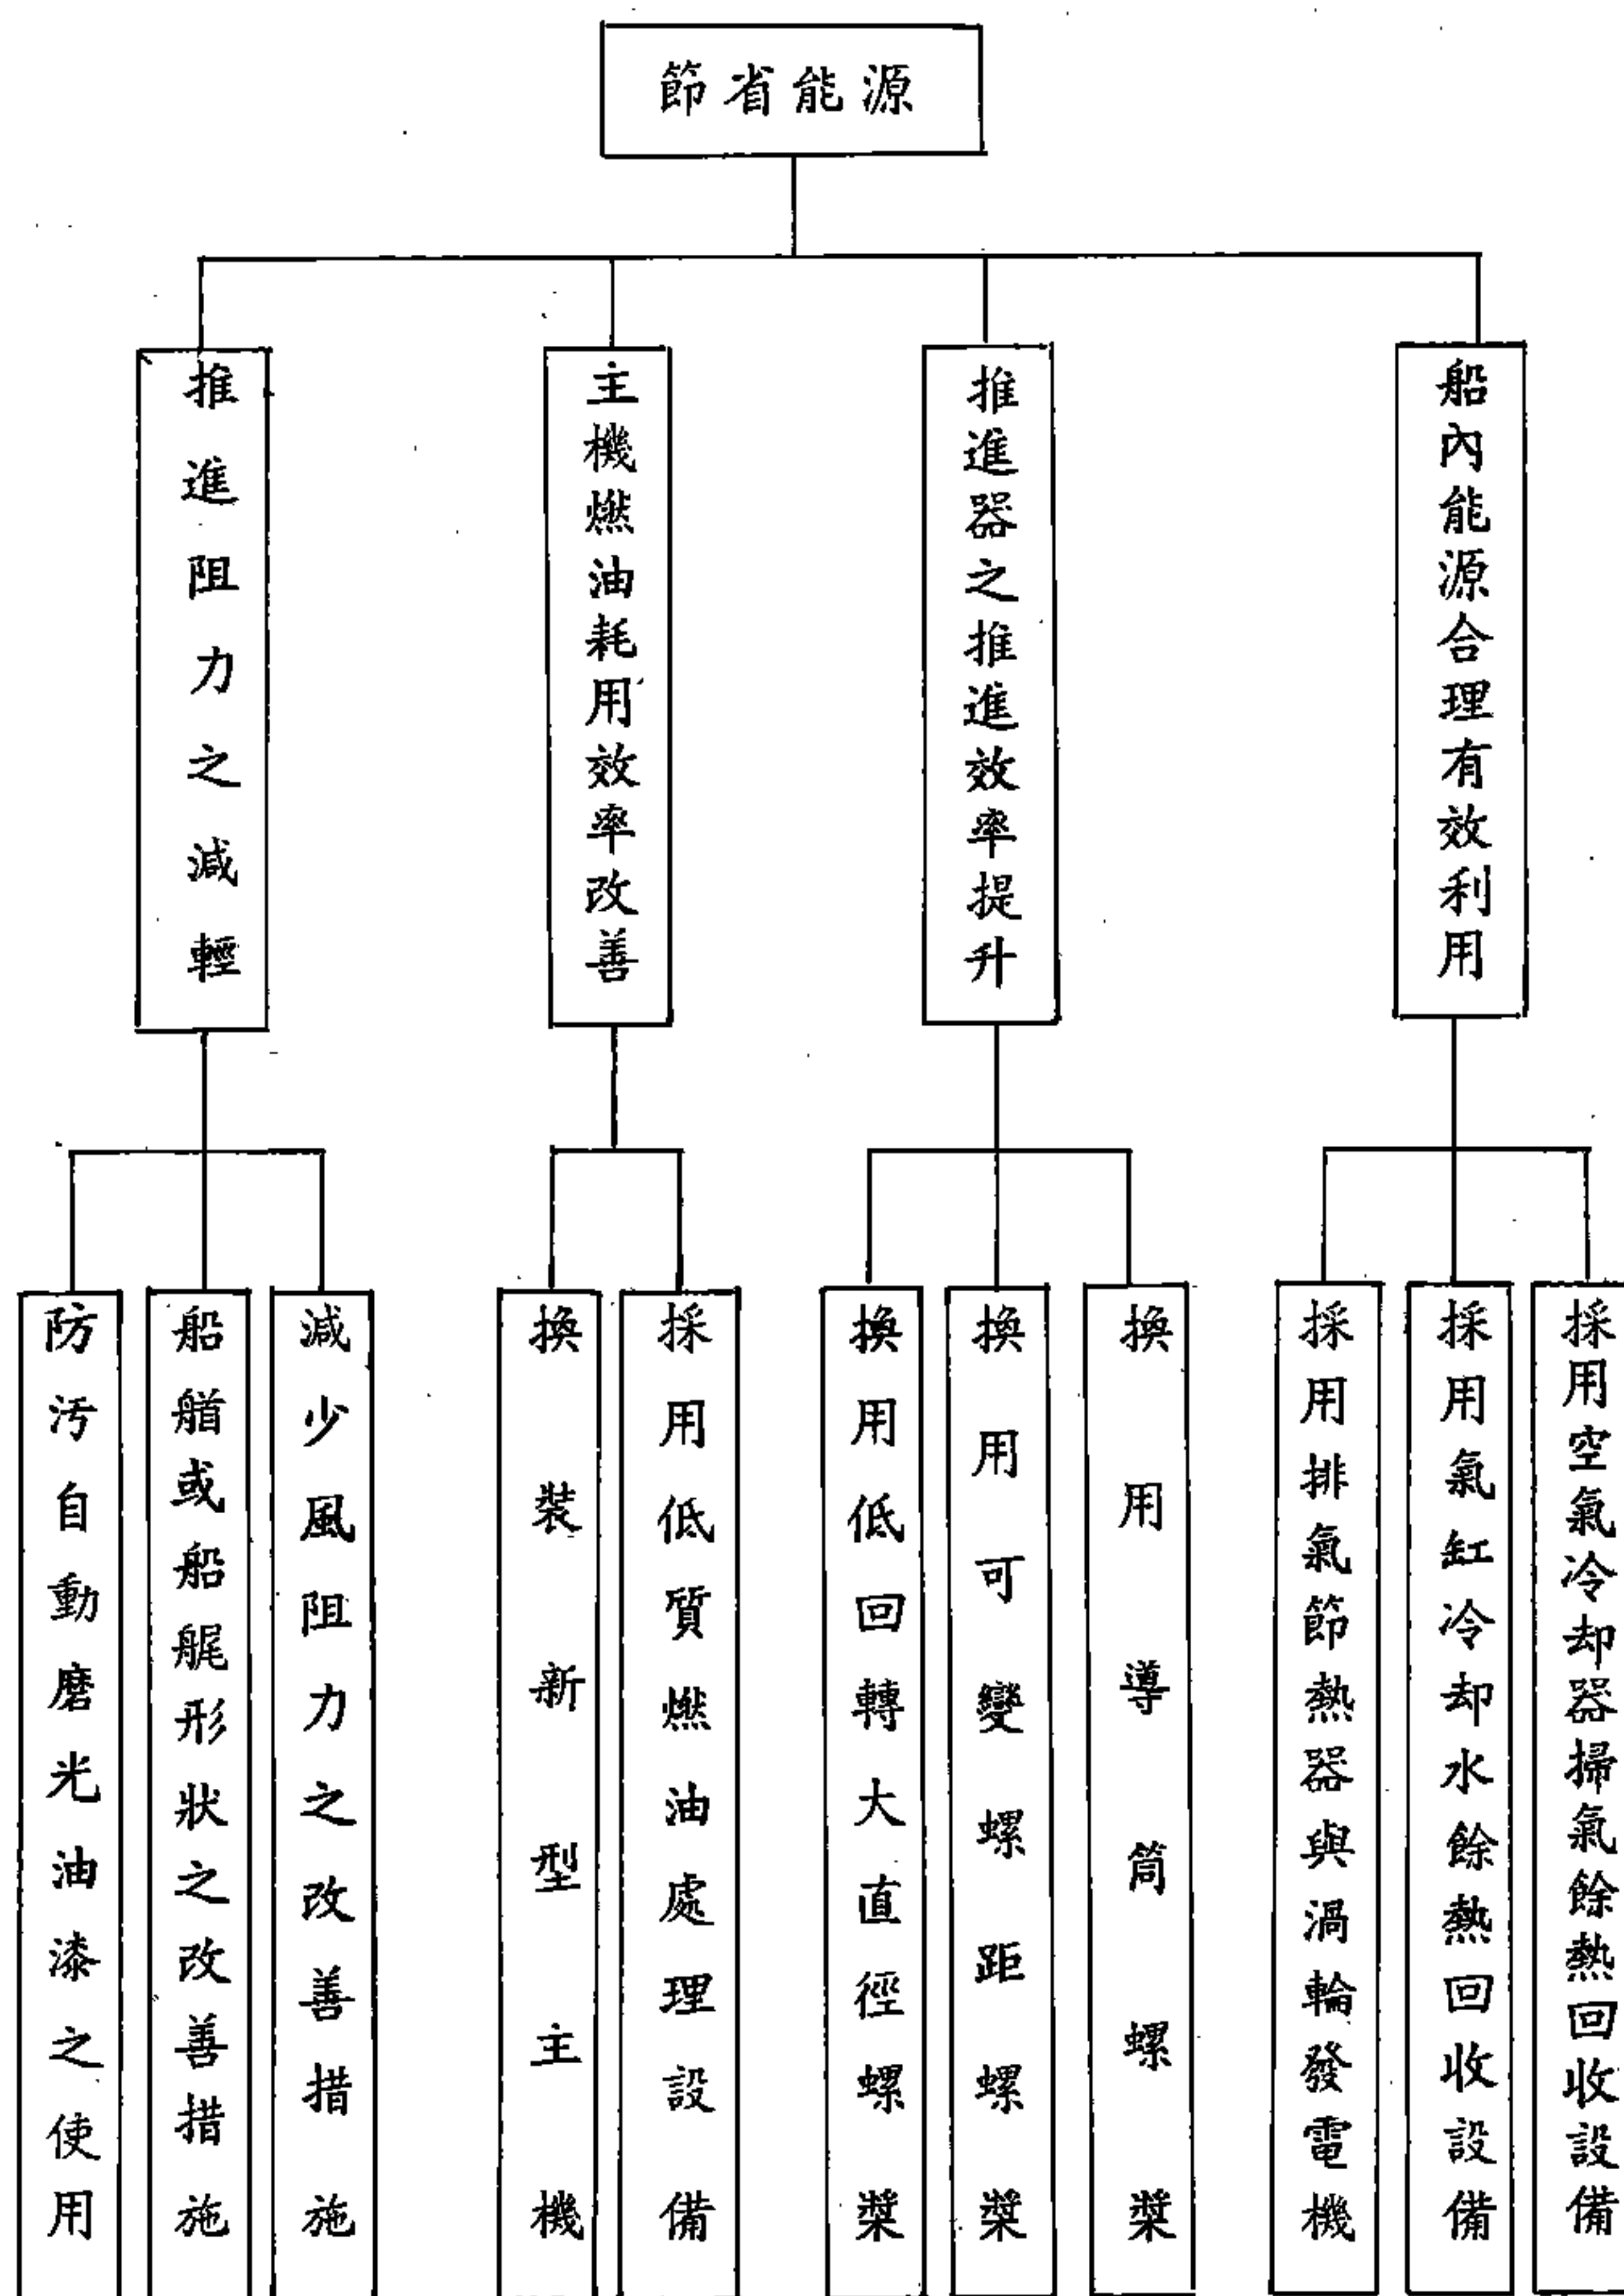 節省能源
推進阻力之減輕
主機燃油耗用效率改善
推進器之推進效率提升
船內能源合理有效利用
防污自動磨光油漆之使用
船艏或船艉形狀之改善措施
減少風阻力之改善措施
換裝新型主機
採用低質燃油處理設備
換用低回轉大直徑螺槳
換用可變螺距螺槳
換用導筒螺槳
採用排氣節熱器與渦輪發電機
採用氣缸冷却水餘熱回收設備
採用空氣冷却器掃氣餘熱回收設備